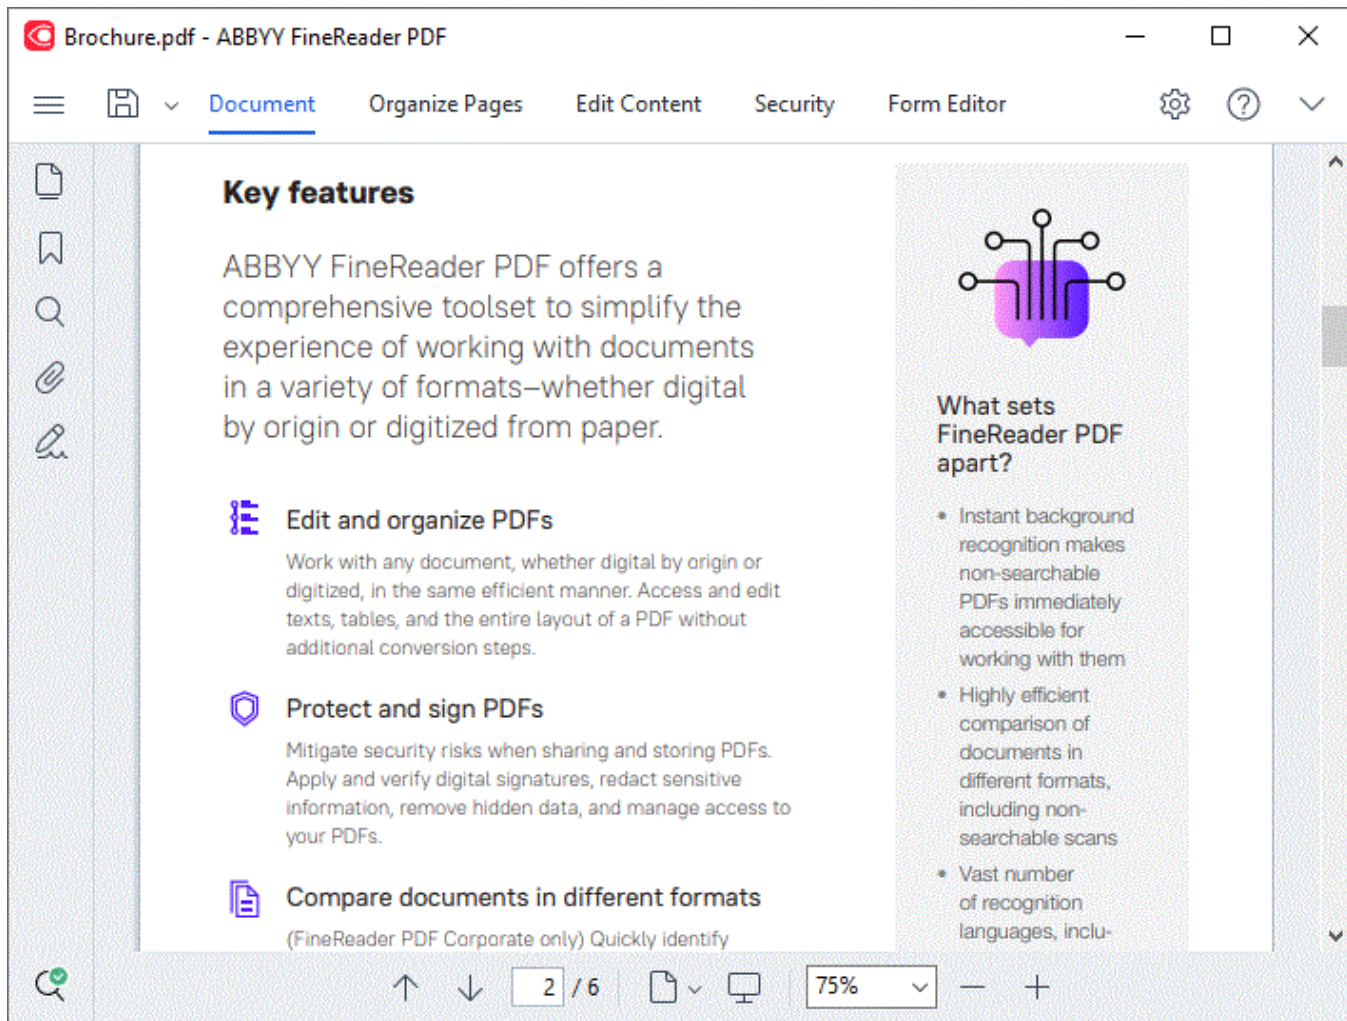 Brochure.pdf - ABBYY FineReader PDF
Document Organize Pages Edit Content Security Form Editor
Key features
ABBYY FineReader PDF offers a
comprehensive toolset to simplify the
experience of working with documents
in a variety of formats–whether digital
by origin or digitized from paper.
Edit and organize PDFs
Work with any document, whether digital by origin or
digitized, in the same efficient manner. Access and edit
texts, tables, and the entire layout of a PDF without
additional conversion steps.
Protect and sign PDFs
Mitigate security risks when sharing and storing PDFs.
Apply and verify digital signatures, redact sensitive
information, remove hidden data, and manage access to
your PDFs.
Compare documents in different formats
(FineReader PDF Corporate only) Quickly identify
What sets
FineReader PDF
apart?
• Instant background
recognition makes
non-searchable
PDFs immediately
accessible for
working with them
• Highly efficient
comparison of
documents in
different formats,
including non-
searchable scans
• Vast number
of recognition
languages, inclu-
2 / 6 75%